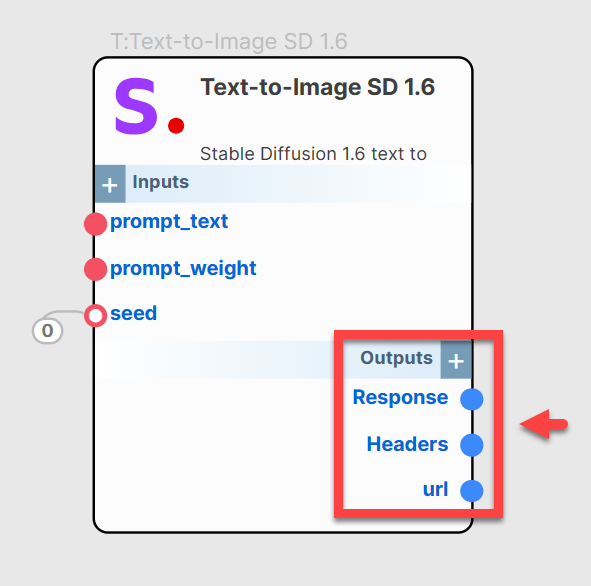 T:Text-to-Image SD 1.6
S.
Text-to-Image SD 1.6
Stable Diffusion 1.6 text to
+ Inputs
prompt_text
prompt_weight
0
seed
Outputs +
Response
Headers
url